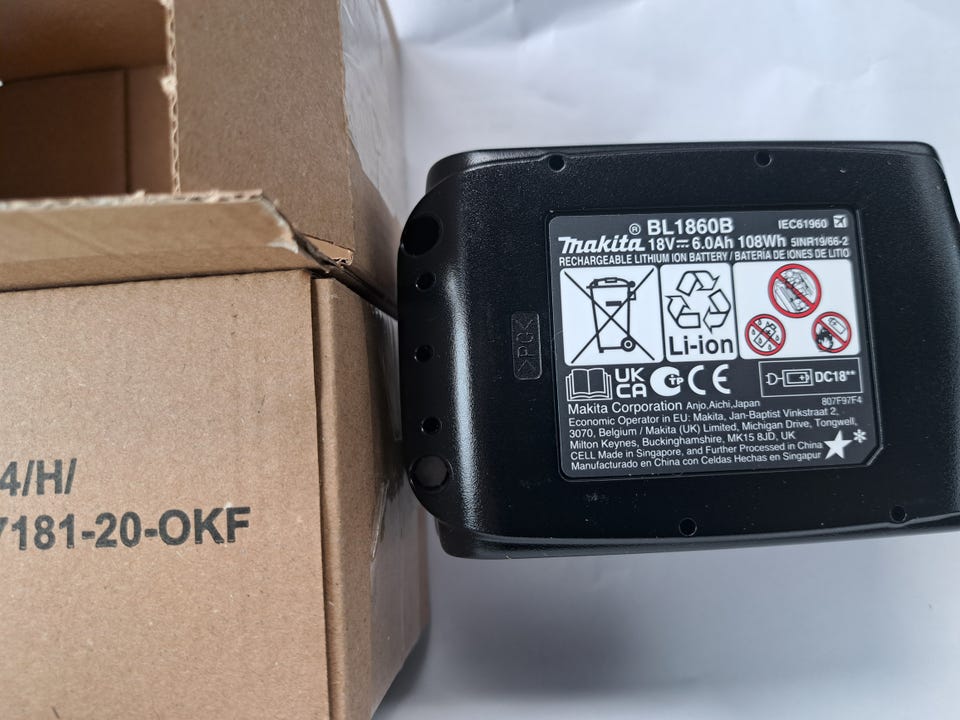 4/H/
7181-20-OKF
® BL1860B IEC61960
makita 18V 6.0Ah 108Wh 5INR19/66-2
RECHARGEABLE LITHIUM ION BATTERY / BATERÍA DE IONES DE LITIO
Li-ion
>PC<
UK
CA
TP
CE
DC18**
807F97F4
Makita Corporation Anjo,Aichi,Japan
Economic Operator in EU: Makita, Jan-Baptist Vinkstraat 2,
3070, Belgium / Makita (UK) Limited, Michigan Drive, Tongwell,
Milton Keynes, Buckinghamshire, MK15 8JD, UK
CELL Made in Singapore, and Further Processed in China
Manufacturado en China con Celdas Hechas en Singapur